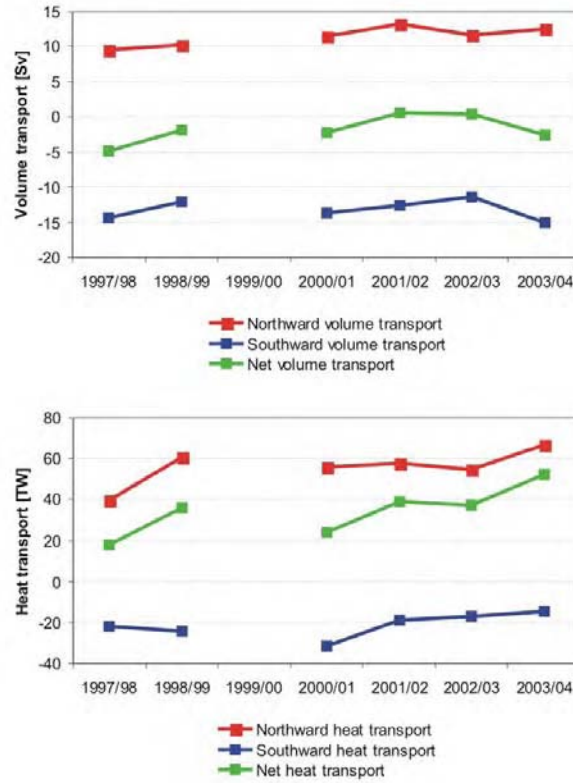 15
10
5
0
-5
-10
-15
-20
Volume transport [Sv]
1997/98 1998/99 1999/00 2000/01 2001/02 2002/03 2003/04
Northward volume transport
Southward volume transport
Net volume transport
80
60
40
20
0
-20
-40
Heat transport [TW]
1997/98 1998/99 1999/00 2000/01 2001/02 2002/03 2003/04
Northward heat transport
Southward heat transport
Net heat transport